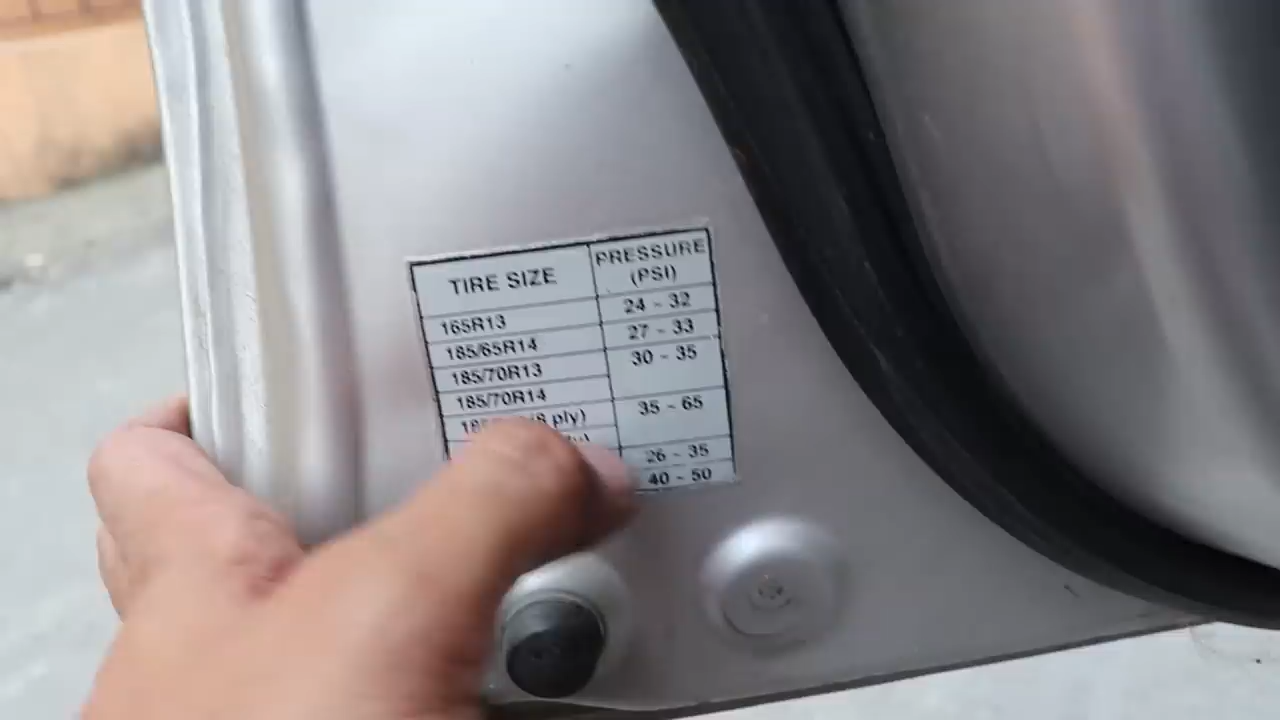 TIRE SIZE PRESSURE (PSI)
165R13 24 - 32
185/65R14 27 - 33
185/70R13 30 - 35
185/70R14
ply) 35 - 65
26 - 35
40 - 50